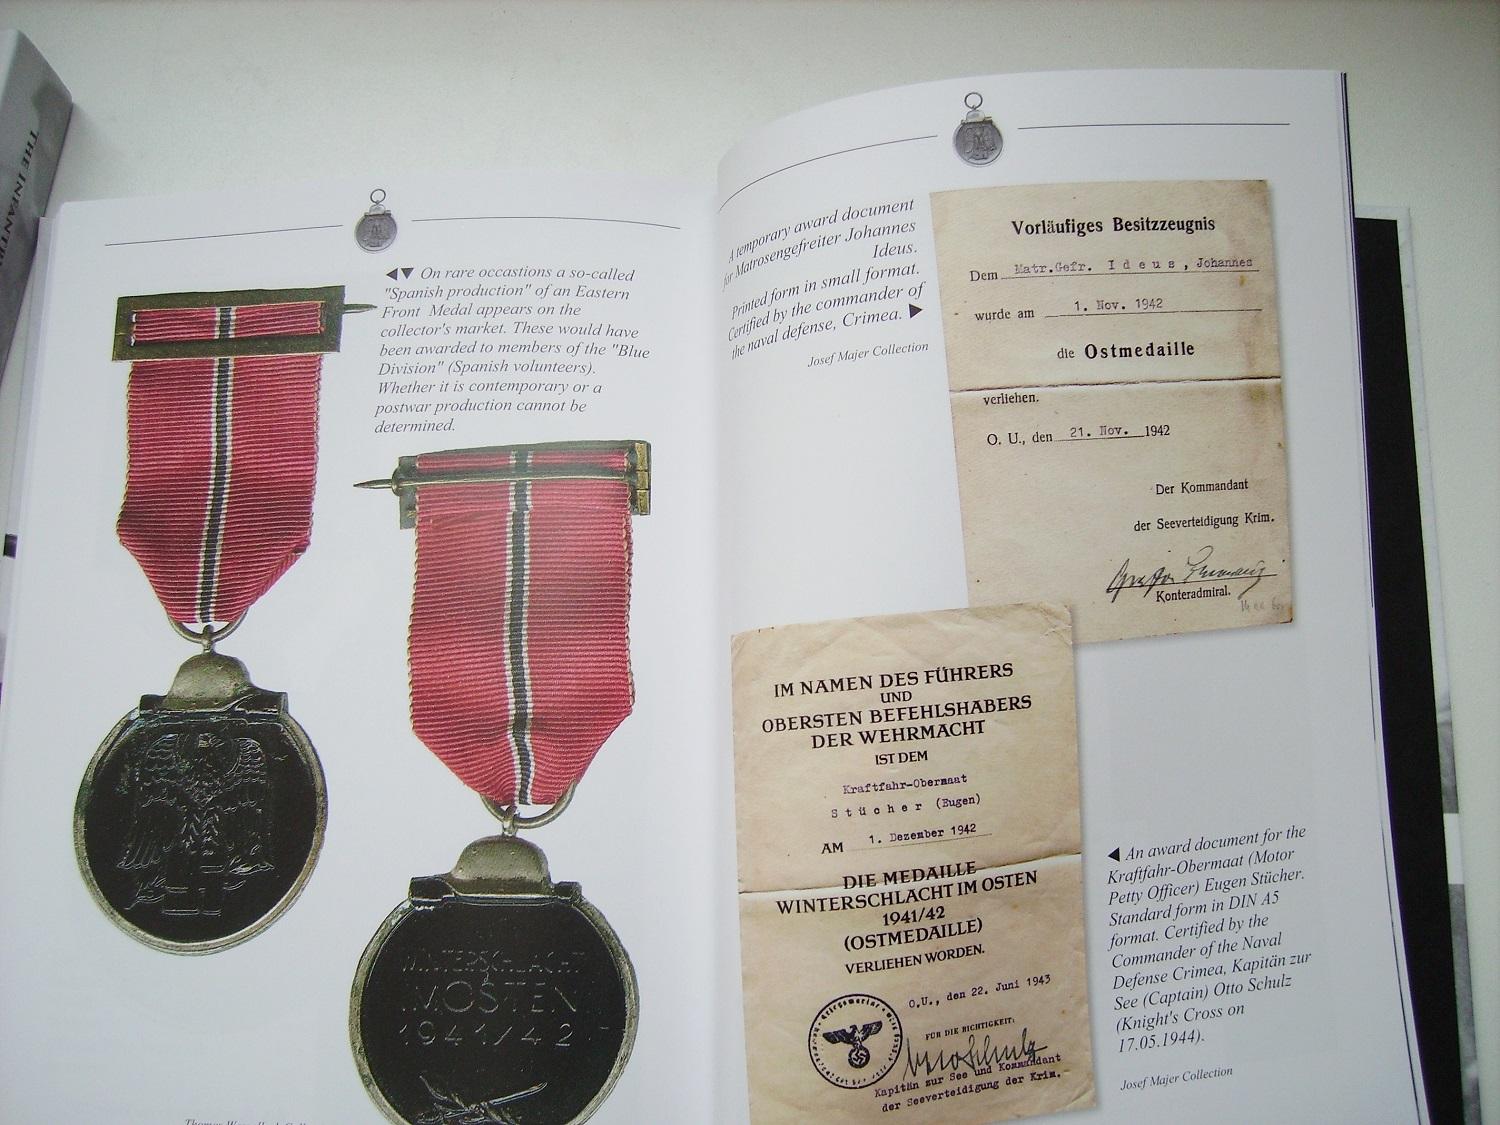 THE INFANTRY
On rare occastions a so-called
"Spanish production" of an Eastern
Front Medal appears on the
collector's market. These would have
been awarded to members of the "Blue
Division" (Spanish volunteers).
Whether it is contemporary or a
postwar production cannot be
determined.
WINTERSCHLACHT
IM OSTEN
1941/42
A temporary award document
for Matrosengefreiter Johannes
Ideus.
Printed form in small format.
Certified by the commander of
the naval defense, Crimea.
Josef Majer Collection
Vorläufiges Besitzzeugnis
Dem Matr.Gefr. Ideus, Johannes
wurde am 1. Nov. 1942
die Ostmedaille
verliehen.
O. U., den 21. Nov. 1942
Der Kommandant
der Seeverteidigung Krim.
Konteradmiral.
IM NAMEN DES FÜHRERS
UND
OBERSTEN BEFEHLSHABERS
DER WEHRMACHT
IST DEM
Kraftfahr-Obermaat
Stücher (Eugen)
AM 1. Dezember 1942
DIE MEDAILLE
WINTERSCHLACHT IM OSTEN
1941/42
(OSTMEDAILLE)
VERLIEHEN WORDEN.
O.U., den 22. Juni 1943
FÜR DIE RICHTIGKEIT:
Kapitän zur See und Kommandant
der Seeverteidigung der Krim.
An award document for the
Kraftfahr-Obermaat (Motor
Petty Officer) Eugen Stücher.
Standard form in DIN A5
format. Certified by the
Commander of the Naval
Defense Crimea, Kapitän zur
See (Captain) Otto Schulz
(Knight's Cross on
17.05.1944).
Josef Majer Collection